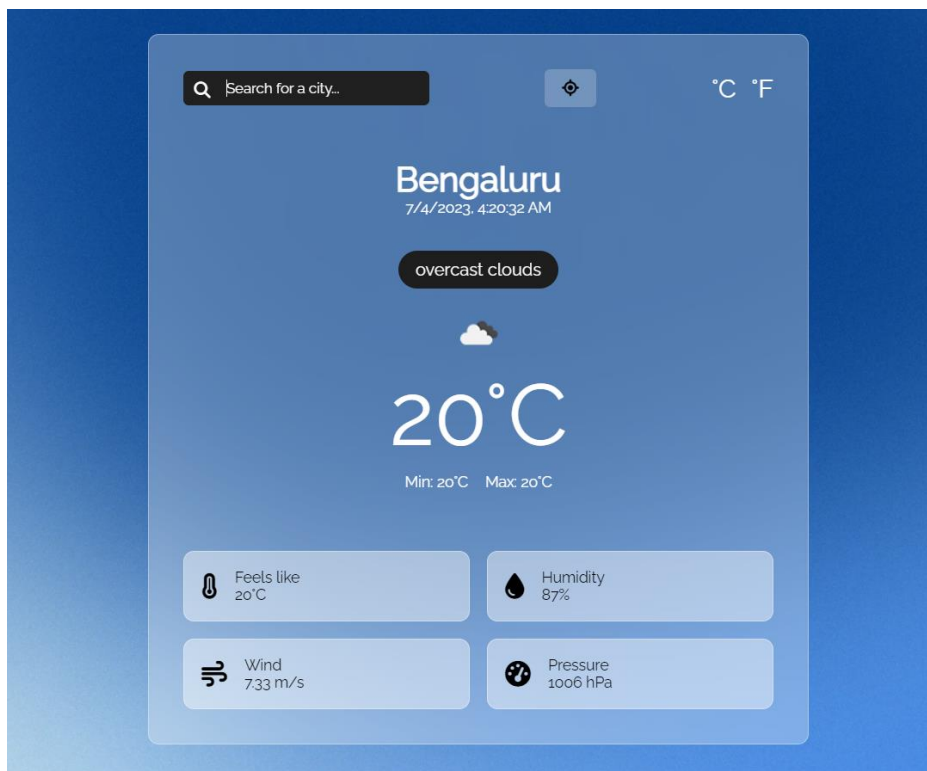 Search for a city...
°C °F
Bengaluru
7/4/2023, 4:20:32 AM
overcast clouds
20°C
Min: 20°C Max: 20°C
Feels like
20°C
Humidity
87%
Wind
7.33 m/s
Pressure
1006 hPa